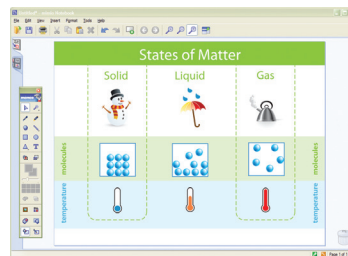 File Edit View Insert Format Tools Help
States of Matter
Solid Liquid Gas
molecules molecules
temperature temperature
Page 1 of 1